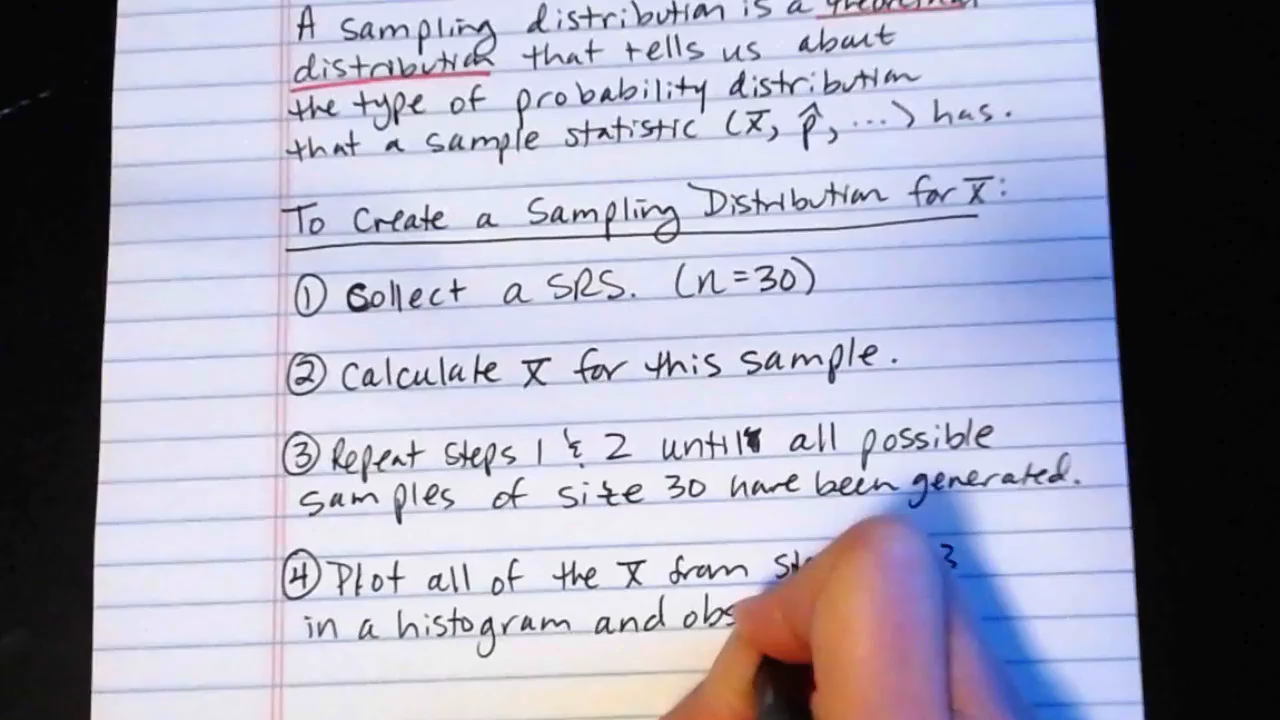 A sampling distribution is a theoretical
distribution that tells us about
the type of probability distribution
that a sample statistic (x̄, p̂, ...) has.
To Create a Sampling Distribution for x̄:
① Collect a SRS. (n=30)
② Calculate x̄ for this sample.
③ Repeat steps 1 & 2 until all possible
samples of size 30 have been generated.
④ Plot all of the x̄ from 3
in a histogram and obs